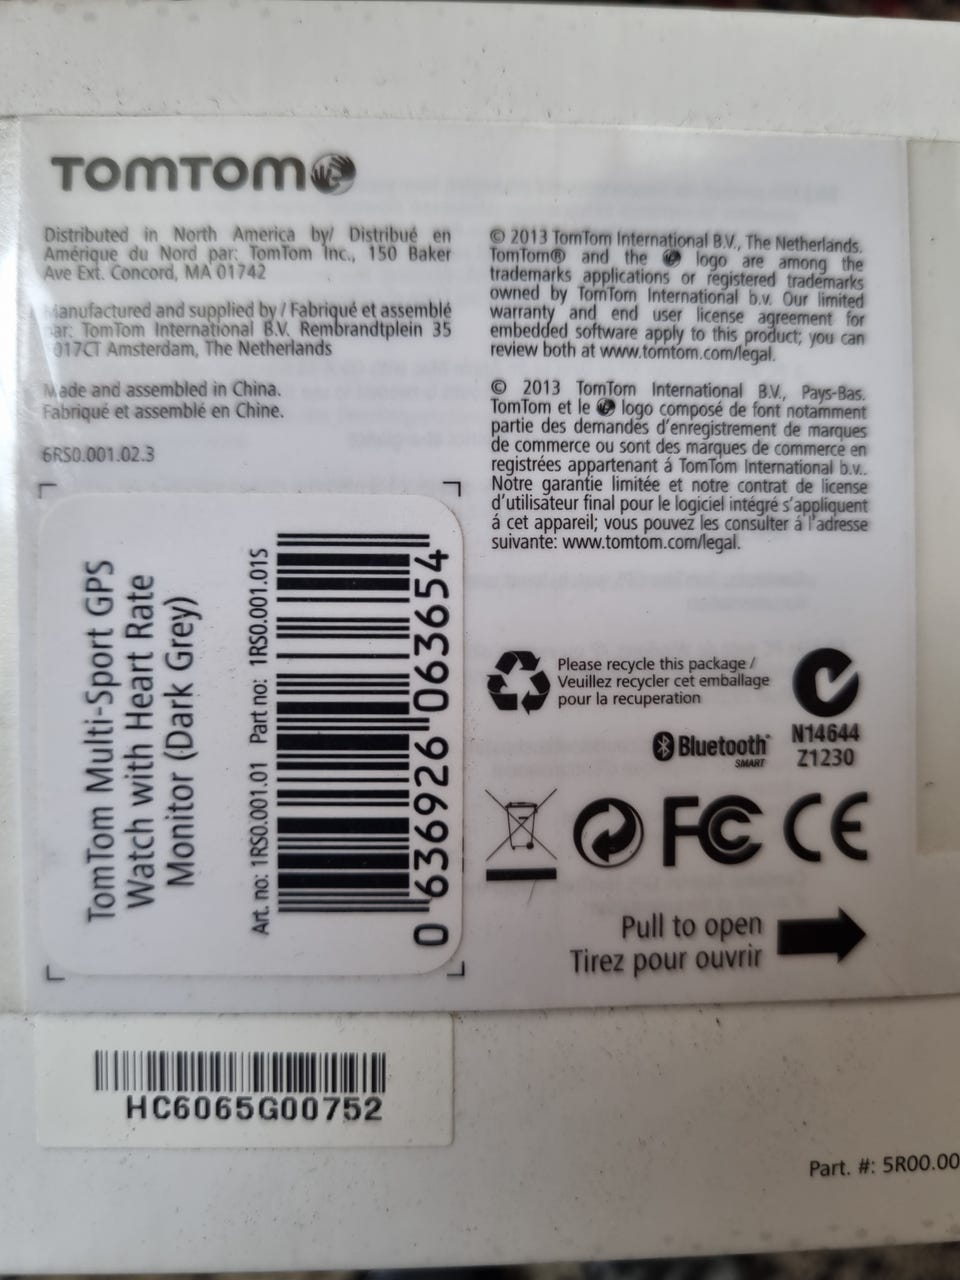 TOMTOM
Distributed in North America by/ Distribué en
Amérique du Nord par: TomTom Inc., 150 Baker
Ave Ext. Concord, MA 01742
Manufactured and supplied by / Fabriqué et assemblé
par: TomTom International B.V. Rembrandtplein 35
017CT Amsterdam, The Netherlands
Made and assembled in China.
Fabriqué et assemblé en Chine.
6RS0.001.02.3
TomTom Multi-Sport GPS
Watch with Heart Rate
Monitor (Dark Grey)
Art. no: 1RS0.001.01 Part no: 1RS0.001.01S
0 636926 063654
© 2013 TomTom International B.V., The Netherlands.
TomTom® and the logo are among the
trademarks applications or registered trademarks
owned by TomTom International b.v. Our limited
warranty and end user license agreement for
embedded software apply to this product; you can
review both at www.tomtom.com/legal.
© 2013 TomTom International B.V., Pays-Bas.
TomTom et le logo composé de font notamment
partie des demandes d'enregistrement de marques
de commerce ou sont des marques de commerce en
registrées appartenant á TomTom International b.v..
Notre garantie limitée et notre contrat de license
d'utilisateur final pour le logiciel intégré s'appliquent
á cet appareil; vous pouvez les consulter á l'adresse
suivante: www.tomtom.com/legal.
Please recycle this package /
Veuillez recycler cet emballage
pour la recuperation
Bluetooth®
SMART
N14644
Z1230
FC CE
Pull to open
Tirez pour ouvrir
HC6065G00752
Part. #: 5R00.00